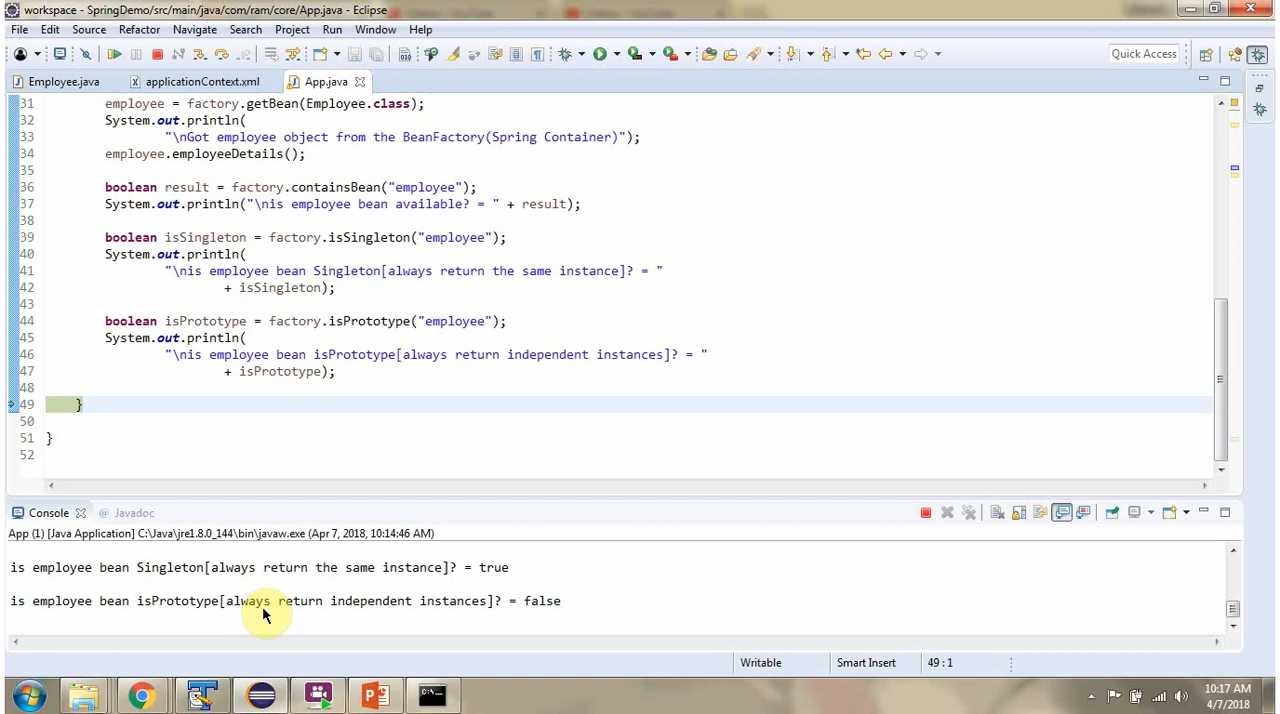 workspace - SpringDemo/src/main/java/com/ram/core/App.java - Eclipse
File Edit Source Refactor Navigate Search Project Run Window Help
Quick Access
Employee.java applicationContext.xml App.java
31 employee = factory.getBean(Employee.class);
32 System.out.println(
33 "\nGot employee object from the BeanFactory(Spring Container)");
34 employee.employeeDetails();
35
36 boolean result = factory.containsBean("employee");
37 System.out.println("\nis employee bean available? = " + result);
38
39 boolean isSingleton = factory.isSingleton("employee");
40 System.out.println(
41 "\nis employee bean Singleton[always return the same instance]? = "
42 + isSingleton);
43
44 boolean isPrototype = factory.isPrototype("employee");
45 System.out.println(
46 "\nis employee bean isPrototype[always return independent instances]? = "
47 + isPrototype);
48
49 }
50
51 }
52
Console @ Javadoc
App (1) [Java Application] C:\Java\jre1.8.0_144\bin\javaw.exe (Apr 7, 2018, 10:14:46 AM)
is employee bean Singleton[always return the same instance]? = true
is employee bean isPrototype[always return independent instances]? = false
Writable Smart Insert 49 : 1
10:17 AM
4/7/2018